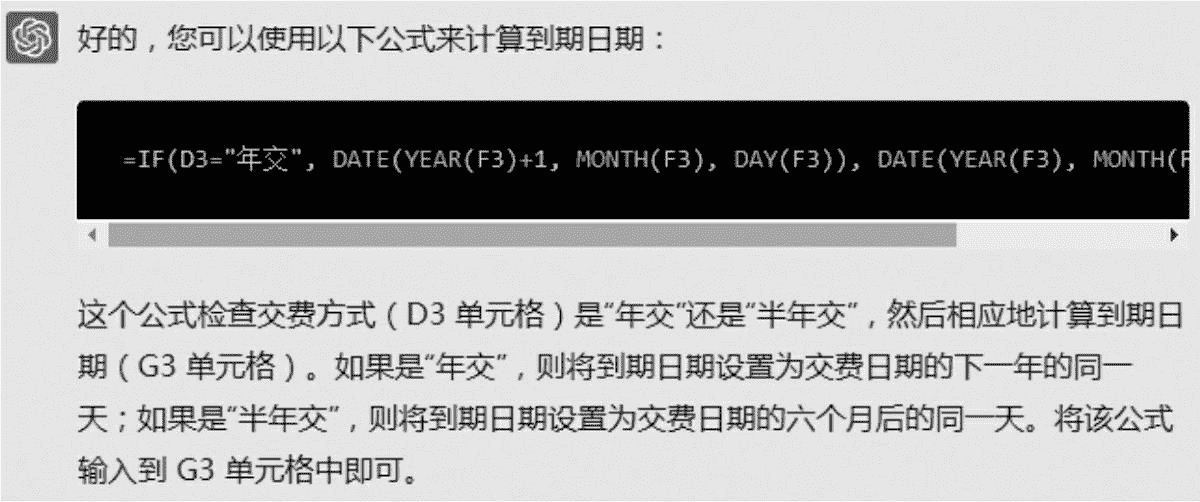 好的，您可以使用以下公式来计算到期日期：
=IF(D3="年交", DATE(YEAR(F3)+1, MONTH(F3), DAY(F3)), DATE(YEAR(F3), MONTH(F
这个公式检查交费方式（D3 单元格）是“年交”还是“半年交”，然后相应地计算到期日
期（G3 单元格）。如果是“年交”，则将到期日期设置为交费日期的下一年的同一
天；如果是“半年交”，则将到期日期设置为交费日期的六个月后的同一天。将该公式
输入到 G3 单元格中即可。